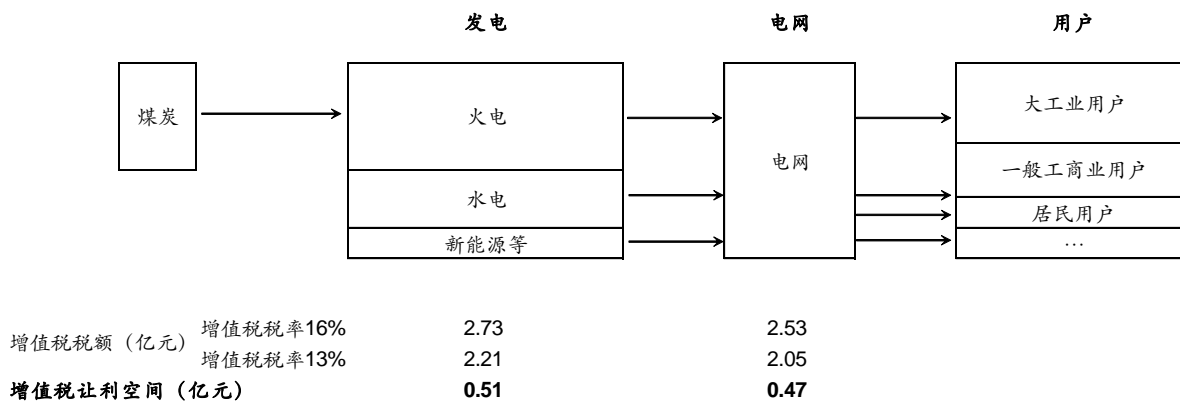 发电 电网 用户
煤炭
火电
水电
新能源等
电网
大工业用户
一般工商业用户
居民用户
…
增值税税额（亿元） 增值税税率16% 2.73 2.53
增值税税率13% 2.21 2.05
增值税让利空间（亿元） 0.51 0.47